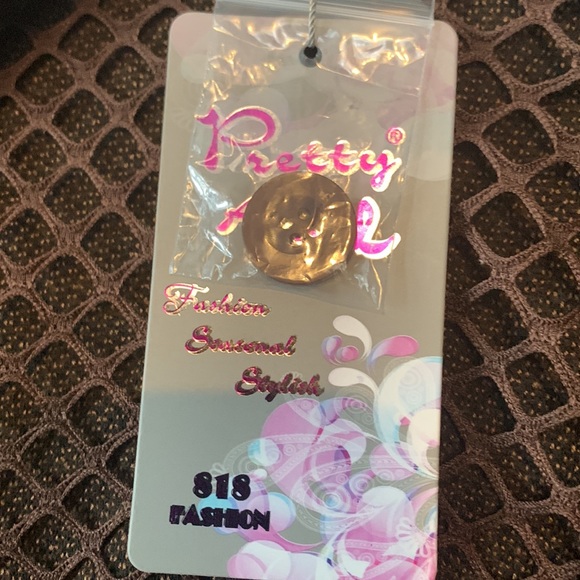 Pretty®
Fashion
Seasonal
Stylish
818
FASHION